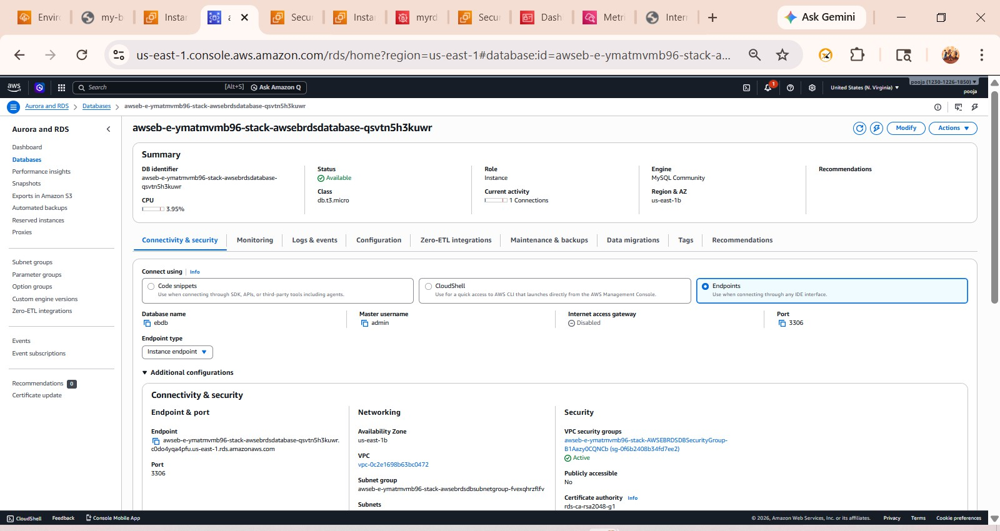 Envir
my-b
Instar
a
Secu
Insta
myrd
Secu
Dash
Metri
Intern
Ask Gemini
us-east-1.console.aws.amazon.com/rds/home?region=us-east-1#database:id=awseb-e-ymatmvmb96-stack-a...
aws
Search
[Alt+S]
Ask Amazon Q
1
United States (N. Virginia)
pooja (1230-1226-1850)
pooja
Aurora and RDS
Databases
awseb-e-ymatmvmb96-stack-awsebrdsdatabase-qsvtn5h3kuwr
Aurora and RDS
Dashboard
Databases
Performance insights
Snapshots
Exports in Amazon S3
Automated backups
Reserved instances
Proxies
Subnet groups
Parameter groups
Option groups
Custom engine versions
Zero-ETL integrations
Events
Event subscriptions
Recommendations 0
Certificate update
awseb-e-ymatmvmb96-stack-awsebrdsdatabase-qsvtn5h3kuwr
Modify
Actions
Summary
DB identifier
awseb-e-ymatmvmb96-stack-awsebrdsdatabase-
qsvtn5h3kuwr
CPU
3.95%
Status
Available
Class
db.t3.micro
Role
Instance
Current activity
1 Connections
Engine
MySQL Community
Region & AZ
us-east-1b
Recommendations
Connectivity & security
Monitoring
Logs & events
Configuration
Zero-ETL integrations
Maintenance & backups
Data migrations
Tags
Recommendations
Connect using
Info
Code snippets
Use when connecting through SDK, APIs, or third-party tools including agents.
CloudShell
Use for a quick access to AWS CLI that launches directly from the AWS Management Console.
Endpoints
Use when connecting through any IDE interface.
Database name
ebdb
Master username
admin
Internet access gateway
Disabled
Port
3306
Endpoint type
Instance endpoint
Additional configurations
Connectivity & security
Endpoint & port
Endpoint
awseb-e-ymatmvmb96-stack-awsebrdsdatabase-qsvtn5h3kuwr.
c0do4yqa4pfu.us-east-1.rds.amazonaws.com
Port
3306
Networking
Availability Zone
us-east-1b
VPC
vpc-0c2e1698b63bc0472
Subnet group
awseb-e-ymatmvmb96-stack-awsebrdsdbsubnetgroup-fvexqhrzflfv
Subnets
Security
VPC security groups
awseb-e-ymatmvmb96-stack-AWSEBRDSDBSecurityGroup-
B1Aazy0CQNCb (sg-0f6b2408b34fd7ee2)
Active
Publicly accessible
No
Certificate authority
Info
rds-ca-rsa2048-g1
CloudShell
Feedback
Console Mobile App
© 2026, Amazon Web Services, Inc. or its affiliates.
Privacy
Terms
Cookie preferences